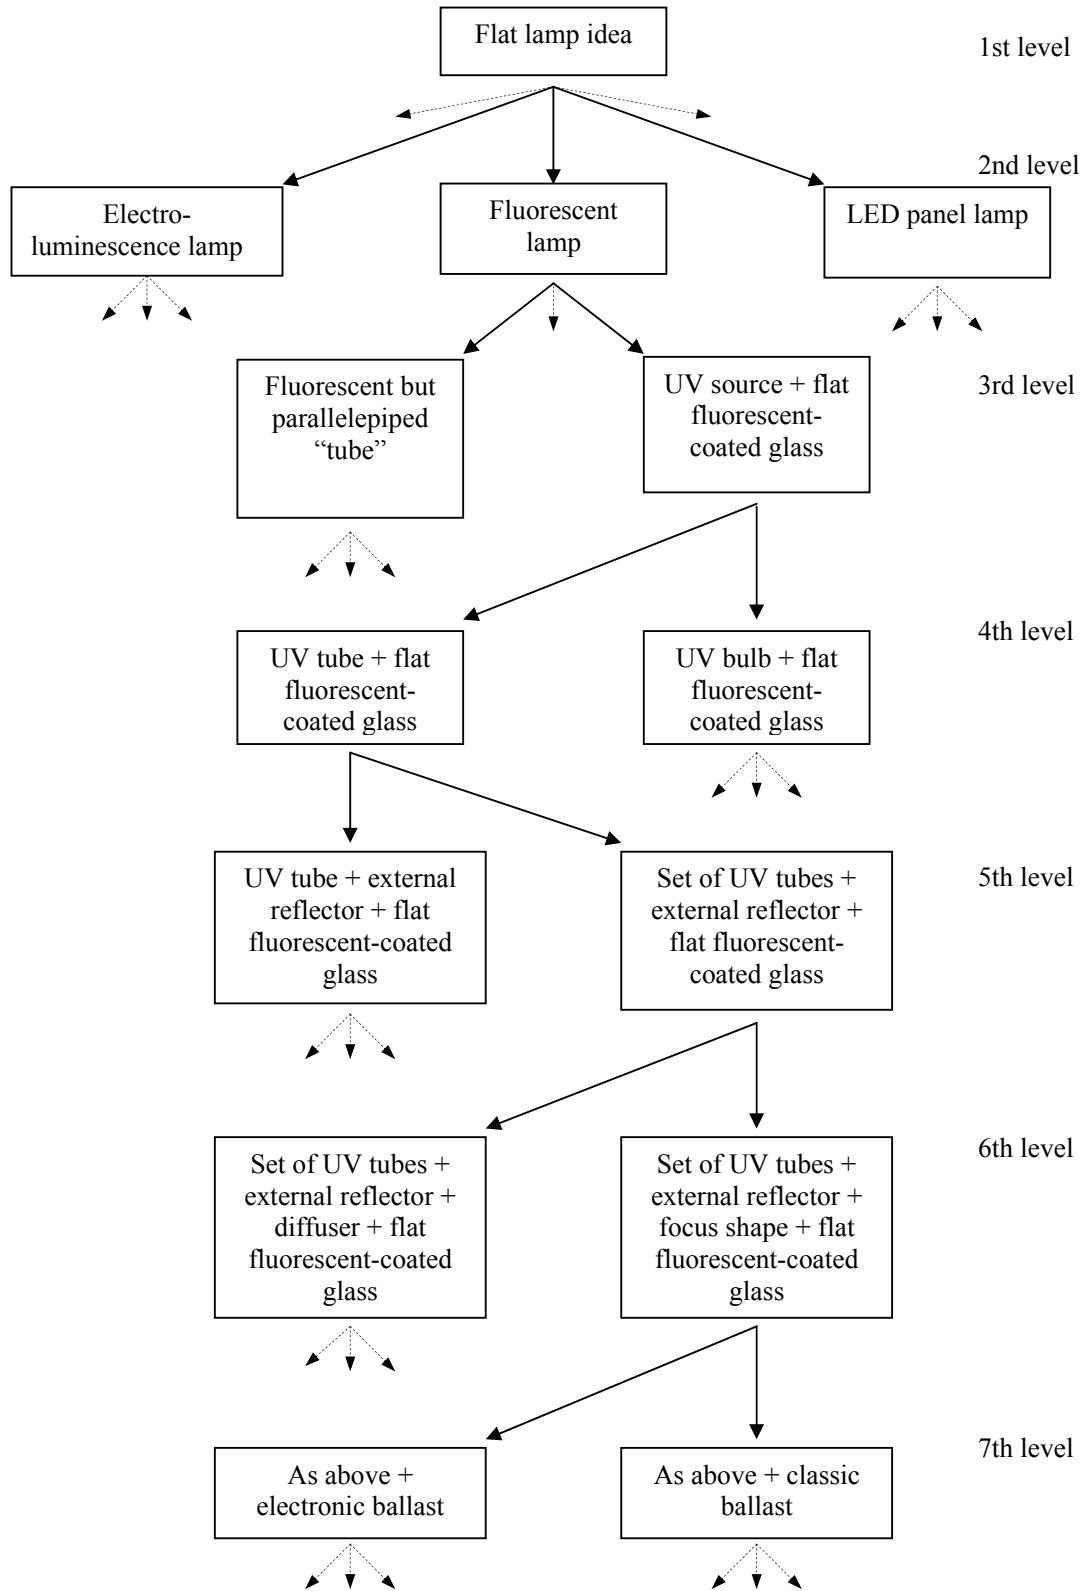 Flat lamp idea
1st level
2nd level
Electro-
luminescence lamp
Fluorescent
lamp
LED panel lamp
3rd level
Fluorescent but
parallelepiped
“tube”
UV source + flat
fluorescent-
coated glass
4th level
UV tube + flat
fluorescent-
coated glass
UV bulb + flat
fluorescent-
coated glass
5th level
UV tube + external
reflector + flat
fluorescent-coated
glass
Set of UV tubes +
external reflector +
flat fluorescent-
coated glass
6th level
Set of UV tubes +
external reflector +
diffuser + flat
fluorescent-coated
glass
Set of UV tubes +
external reflector +
focus shape + flat
fluorescent-coated
glass
7th level
As above +
electronic ballast
As above + classic
ballast